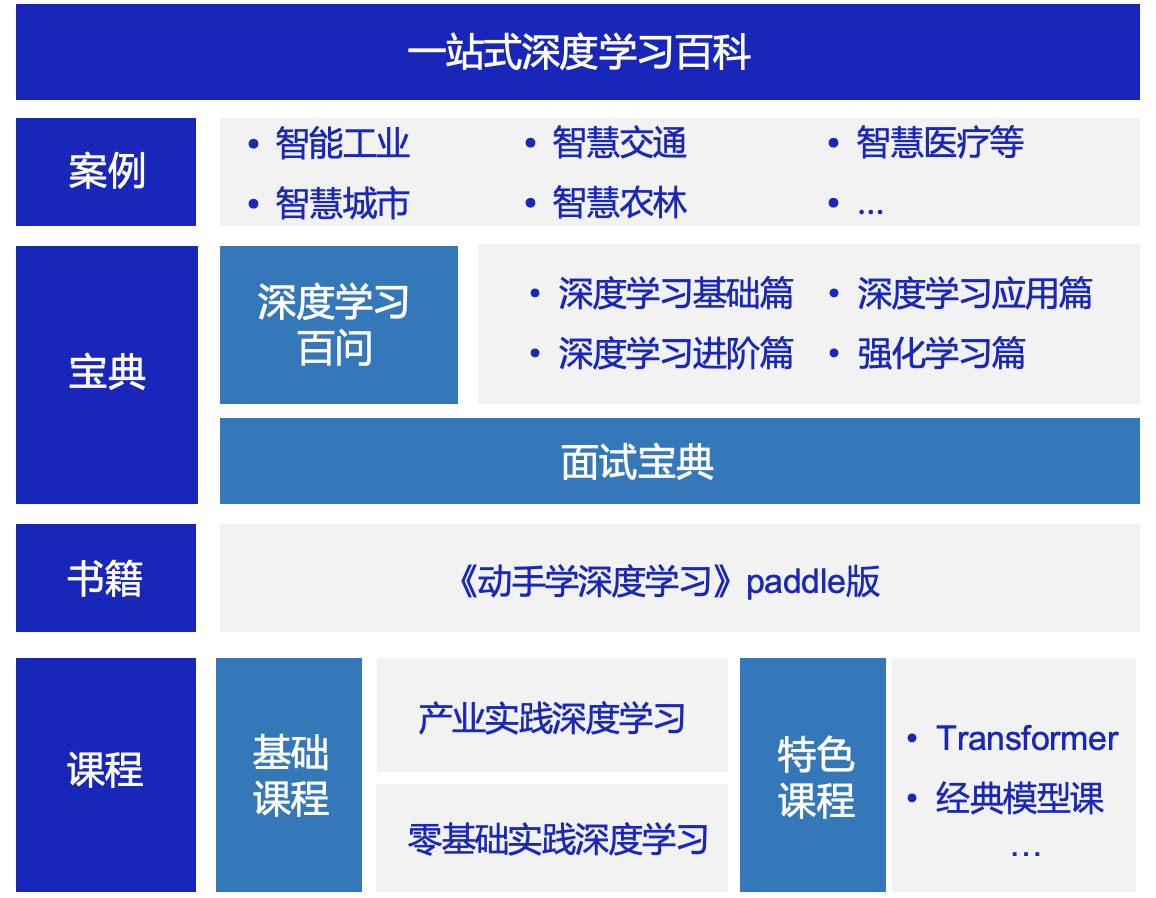 一站式深度学习百科
案例
• 智能工业
• 智慧交通
• 智慧医疗等
• 智慧城市
• 智慧农林
• ...
宝典
深度学习
百问
• 深度学习基础篇
• 深度学习应用篇
• 深度学习进阶篇
• 强化学习篇
面试宝典
书籍
《动手学深度学习》paddle版
课程
基础
课程
产业实践深度学习
零基础实践深度学习
特色
课程
• Transformer
• 经典模型课
...